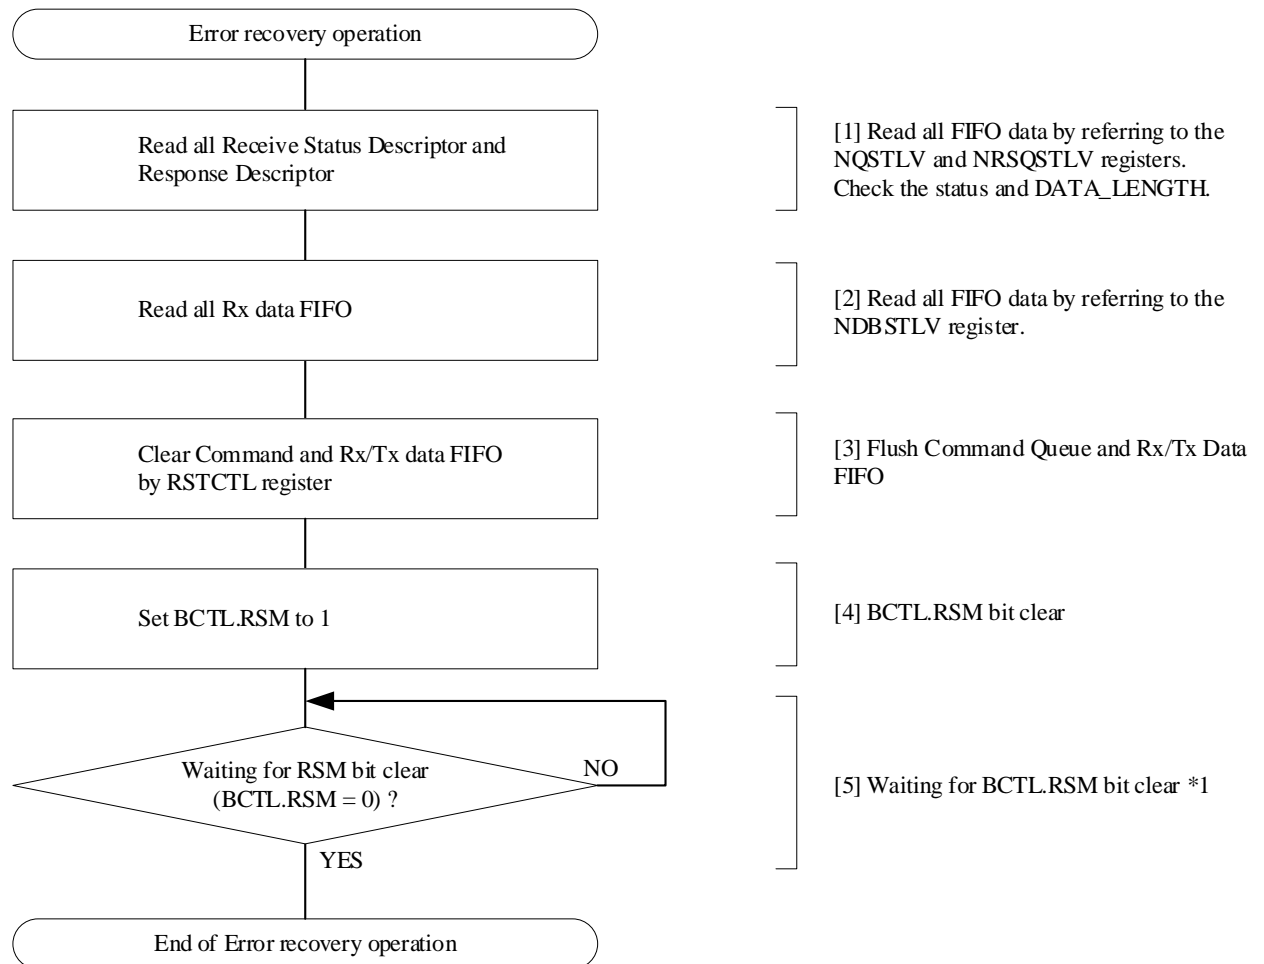 Error recovery operation
Read all Receive Status Descriptor and
Response Descriptor
[1] Read all FIFO data by referring to the
NQSTLV and NRSQSTLV registers.
Check the status and DATA_LENGTH.
Read all Rx data FIFO
[2] Read all FIFO data by referring to the
NDBSTLV register.
Clear Command and Rx/Tx data FIFO
by RSTCTL register
[3] Flush Command Queue and Rx/Tx Data
FIFO
Set BCTL.RSM to 1
[4] BCTL.RSM bit clear
Waiting for RSM bit clear
(BCTL.RSM = 0) ?
NO
[5] Waiting for BCTL.RSM bit clear *1
YES
End of Error recovery operation